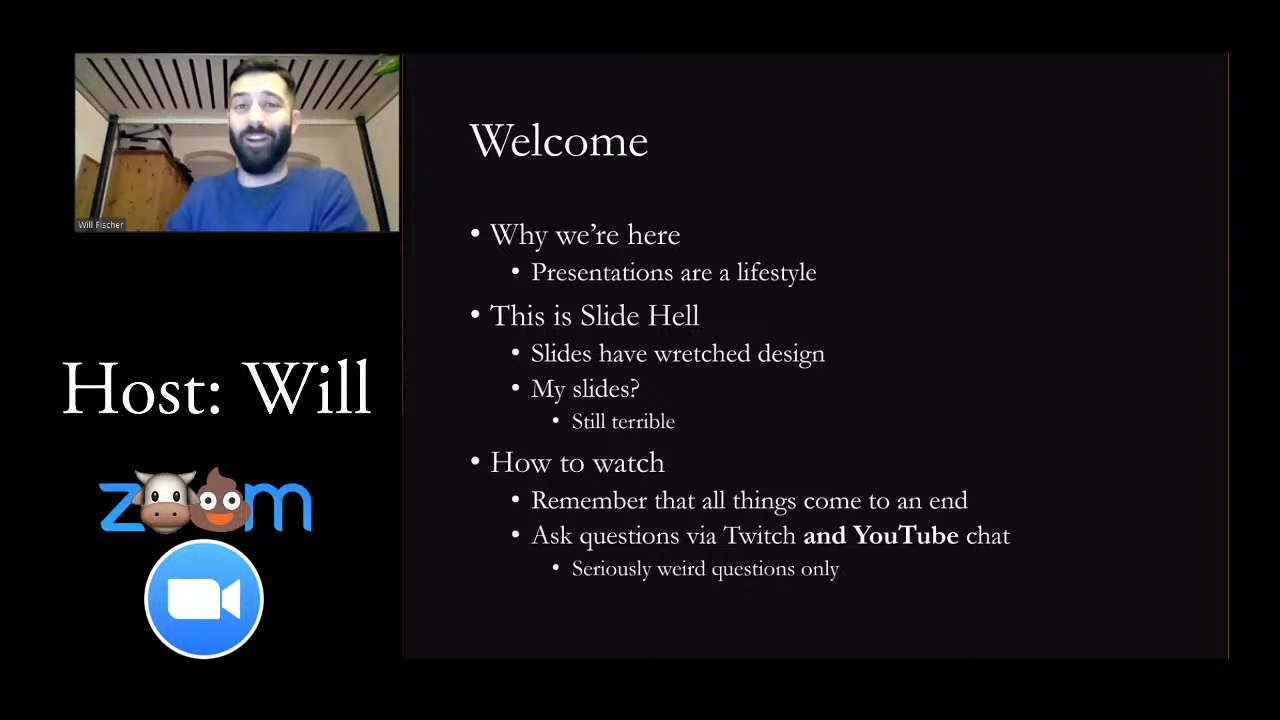 Will Fischer
Host: Will
zm
Welcome
• Why we’re here
• Presentations are a lifestyle
• This is Slide Hell
• Slides have wretched design
• My slides?
• Still terrible
• How to watch
• Remember that all things come to an end
• Ask questions via Twitch and YouTube chat
• Seriously weird questions only